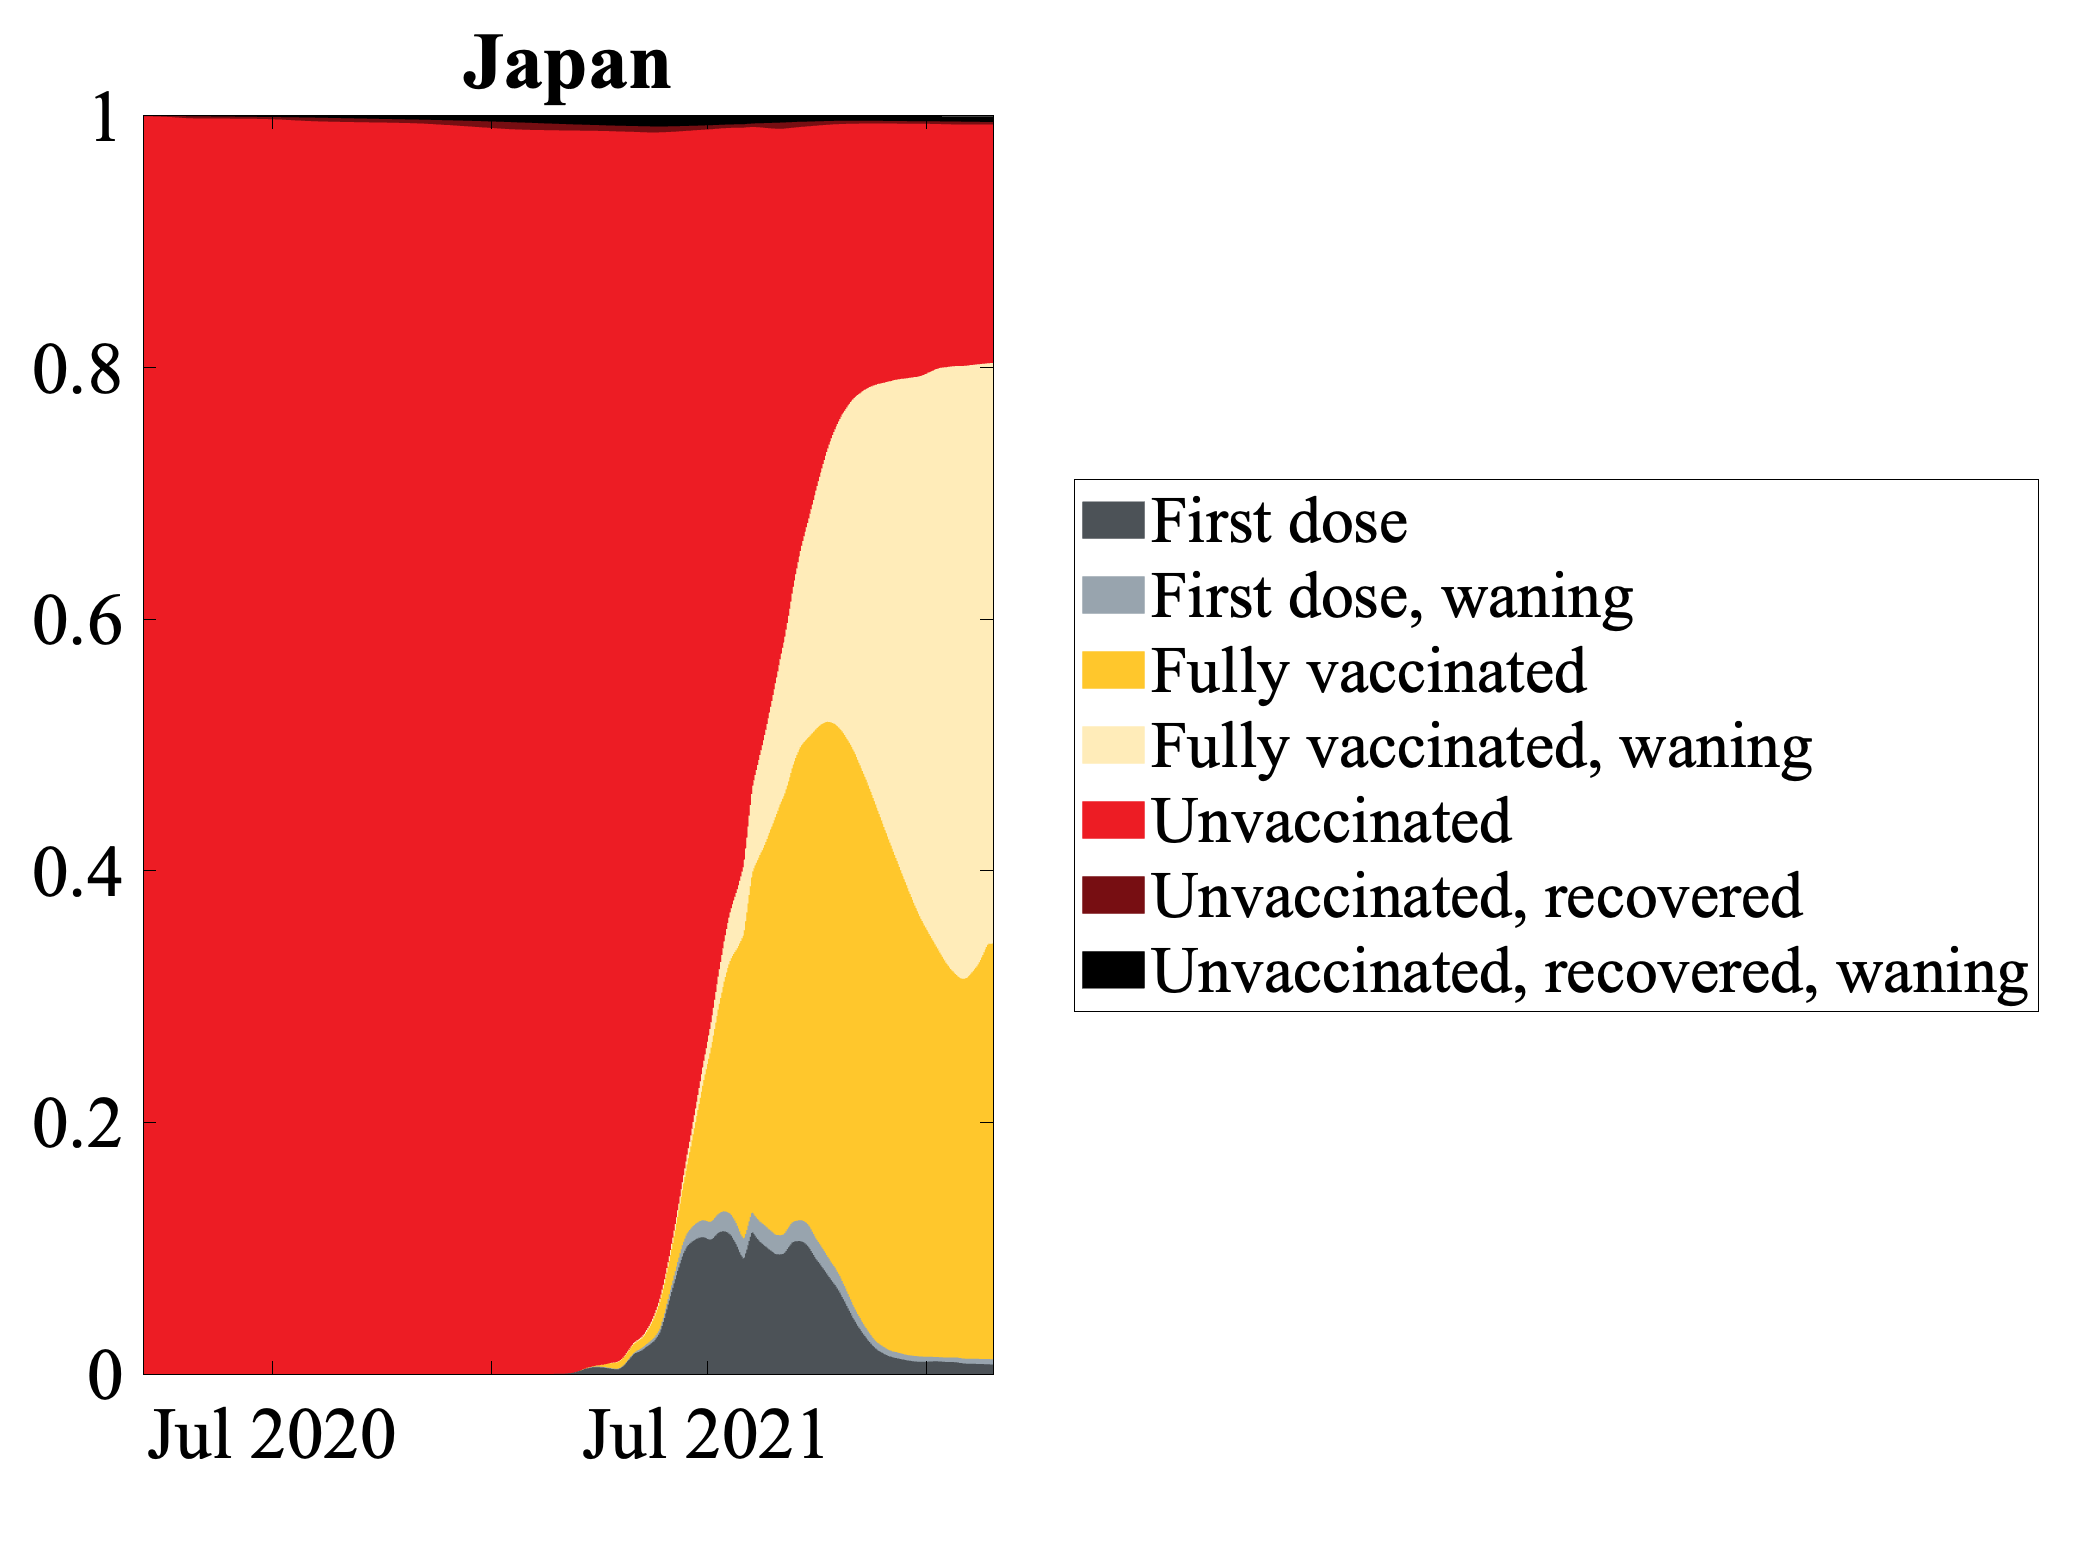 Japan
1
0.8
0.6
0.4
0.2
0
Jul 2020
Jul 2021
First dose
First dose, waning
Fully vaccinated
Fully vaccinated, waning
Unvaccinated
Unvaccinated, recovered
Unvaccinated, recovered, waning